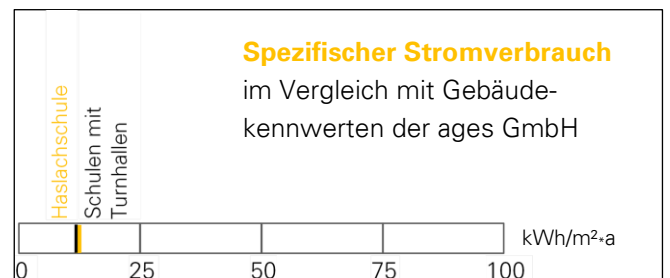 Spezifischer Stromverbrauch
im Vergleich mit Gebäude-
kennwerten der ages GmbH
Haslachschule
Schulen mit
Turnhallen
kWh/m²*a
0 25 50 75 100